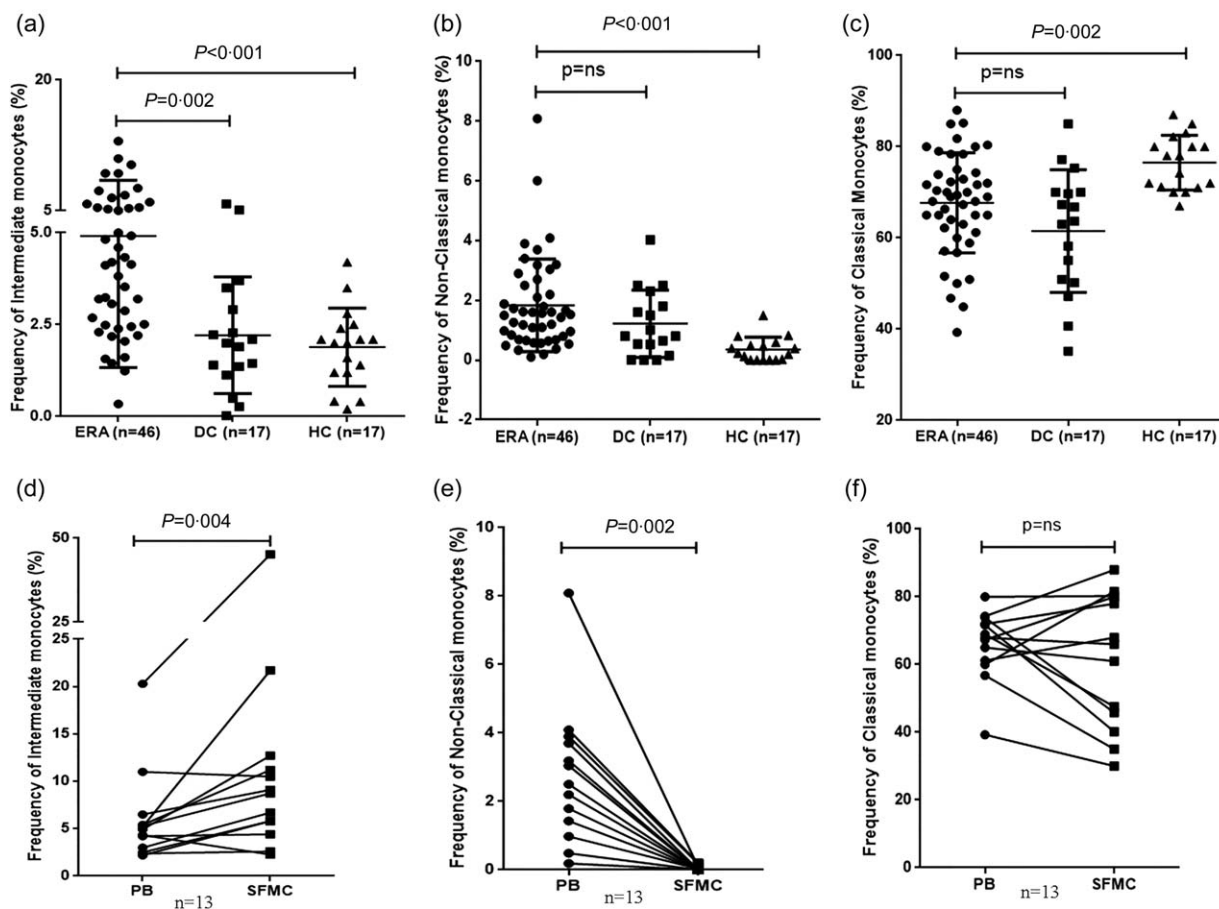 (a)
P<0·001
P=0·002
Frequency of Intermediate monocytes (%)
20
5
5.0
2.5
0.0
ERA (n=46) DC (n=17) HC (n=17)
(b)
P<0·001
p=ns
Frequency of Non-Classical monocytes (%)
10
8
6
4
2
0
-2
ERA (n=46) DC (n=17) HC (n=17)
(c)
P=0·002
p=ns
Frequency of Classical Monocytes (%)
100
80
60
40
20
ERA (n=46) DC (n=17) HC (n=17)
(d)
P=0·004
Frequency of Intermediate monocytes (%)
50
25
25
20
15
10
5
0
PB SFMC
n=13
(e)
P=0·002
Frequency of Non-Classical monocytes (%)
10
8
6
4
2
0
PB SFMC
n=13
(f)
p=ns
Frequency of Classical monocytes (%)
100
80
60
40
20
0
PB SFMC
n=13